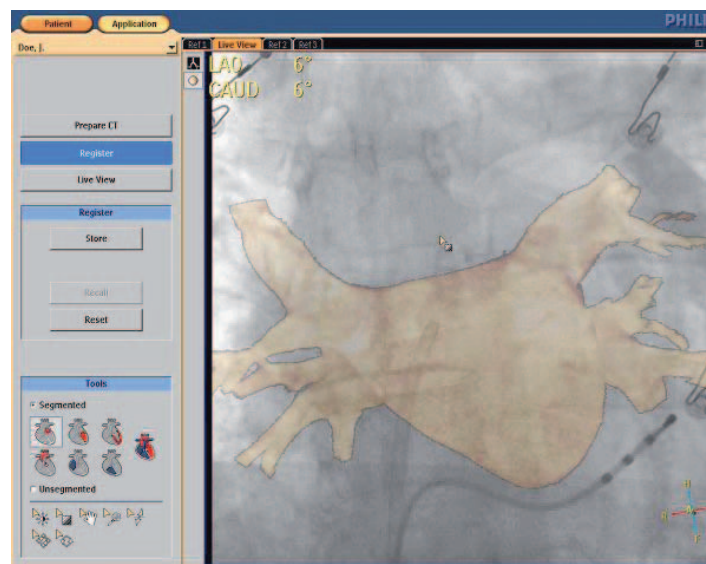 Patient Application
PHILI
Doe, J.
Ref 1 Live View Ref 2 Ref 3
LAO 6°
CAUD 6°
Prepare CT
Register
Live View
Register
Store
Recall
Reset
Tools
Segmented
Unsegmented